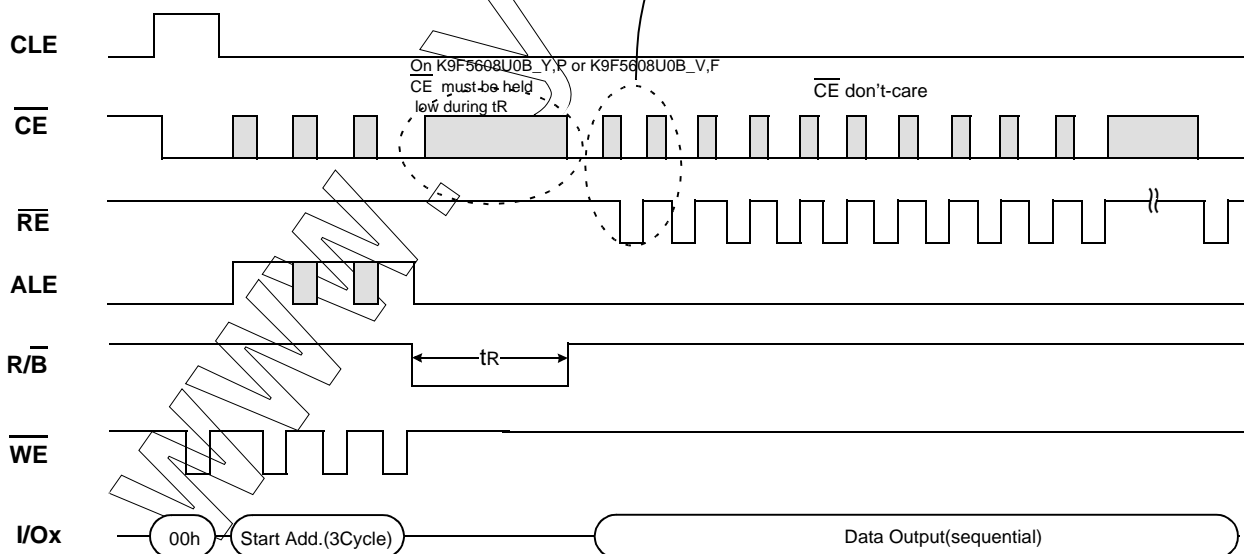 CLE
On K9F5608U0B_Y,P or K9F5608U0B_V,F
CE must be held
low during tR
CE don't-care
CE
RE
ALE
R/B
tR
WE
I/Ox
00h
Start Add.(3Cycle)
Data Output(sequential)